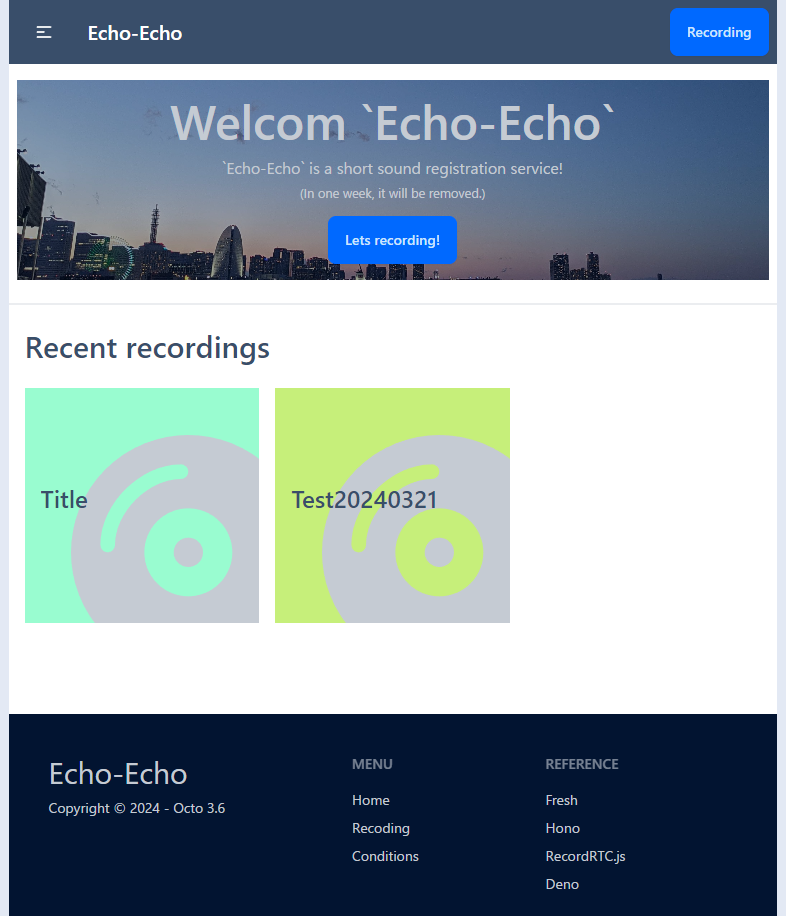 Echo-Echo
Recording
Welcom `Echo-Echo`
`Echo-Echo` is a short sound registration service!
(In one week, it will be removed.)
Lets recording!
Recent recordings
Title
Test20240321
Echo-Echo
Copyright © 2024 - Octo 3.6
MENU
Home
Recoding
Conditions
REFERENCE
Fresh
Hono
RecordRTC.js
Deno